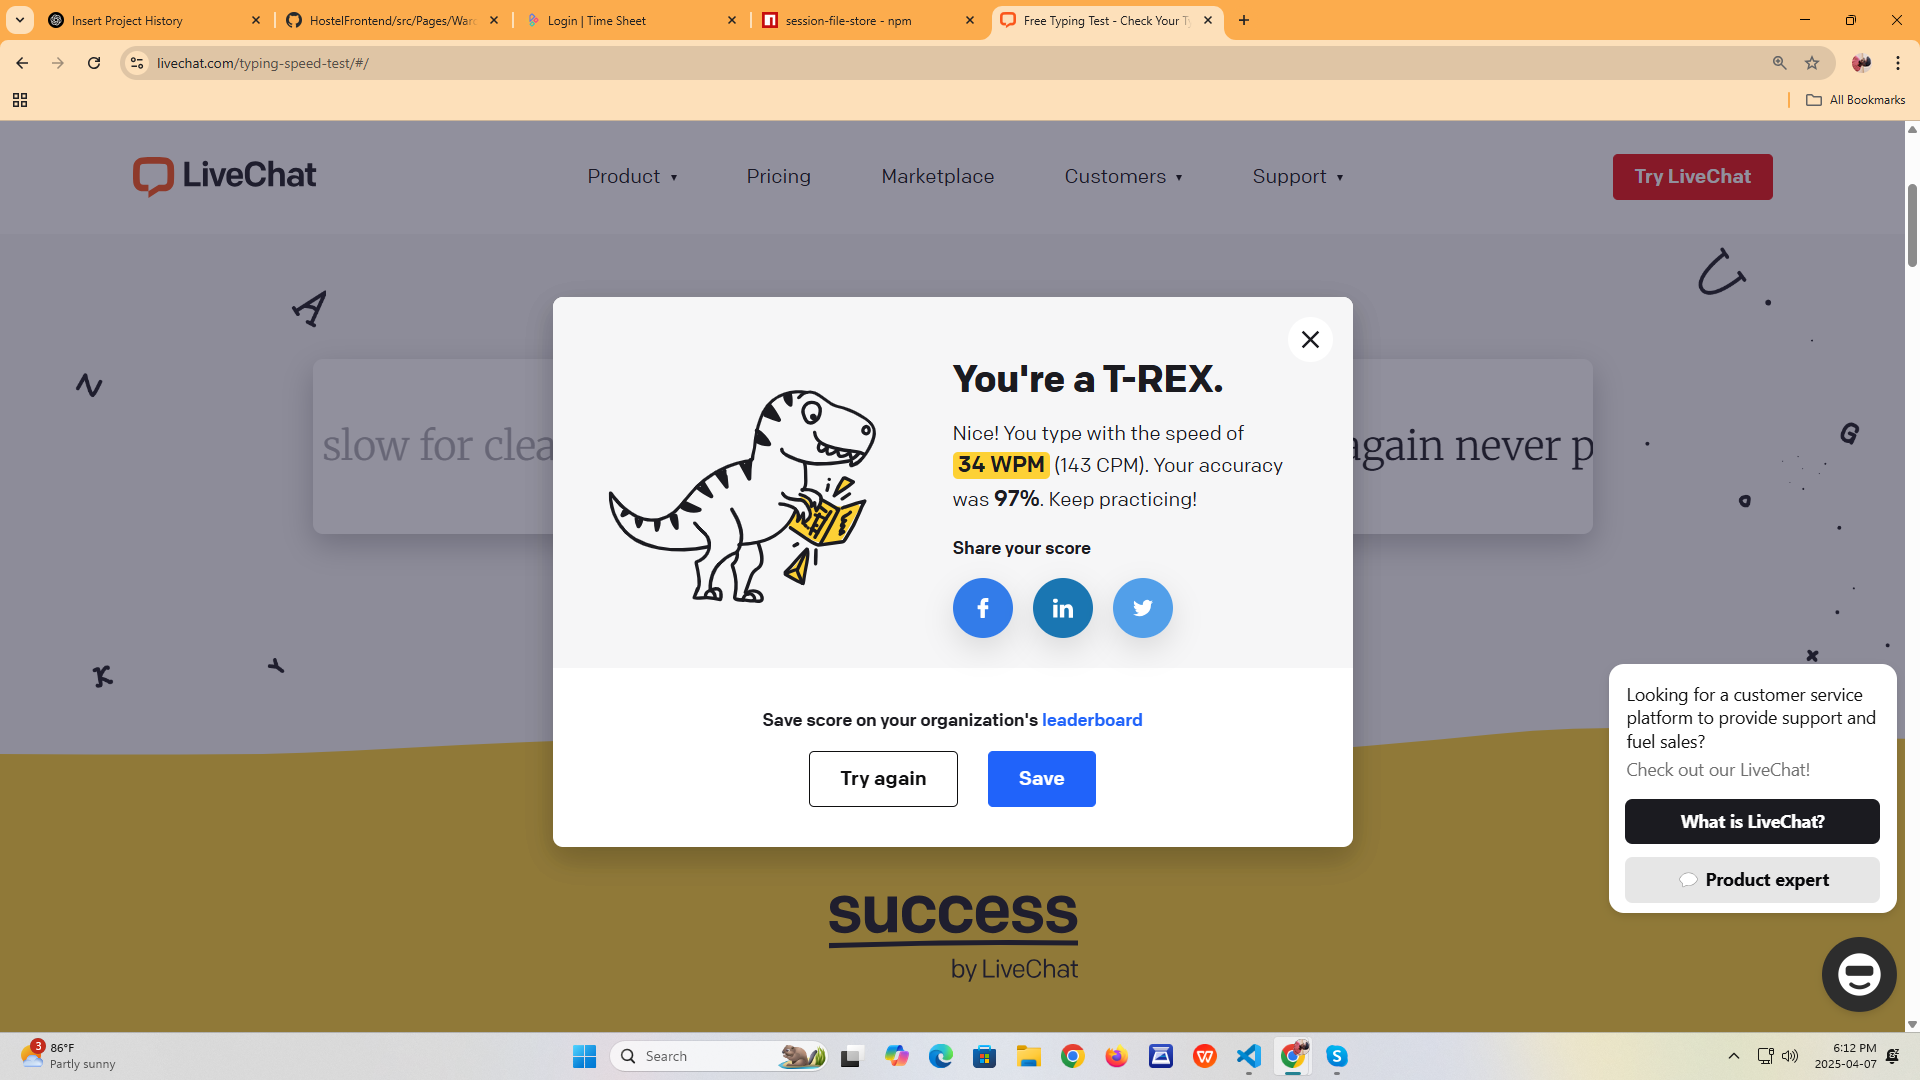 Insert Project History
HostelFrontend/src/Pages/Ward
Login | Time Sheet
session-file-store - npm
Free Typing Test - Check Your Ty
livechat.com/typing-speed-test/#/
All Bookmarks
LiveChat
Product
Pricing
Marketplace
Customers
Support
Try LiveChat
A
U
N
G
slow for clea
again never p
You're a T-REX.
Nice! You type with the speed of
34 WPM (143 CPM). Your accuracy
was 97%. Keep practicing!
Share your score
f
in
K
Y
x
Save score on your organization's leaderboard
Try again
Save
Looking for a customer service
platform to provide support and
fuel sales?
Check out our LiveChat!
What is LiveChat?
Product expert
success
by LiveChat
3
86°F
Partly sunny
Search
W
S
6:12 PM
2025-04-07